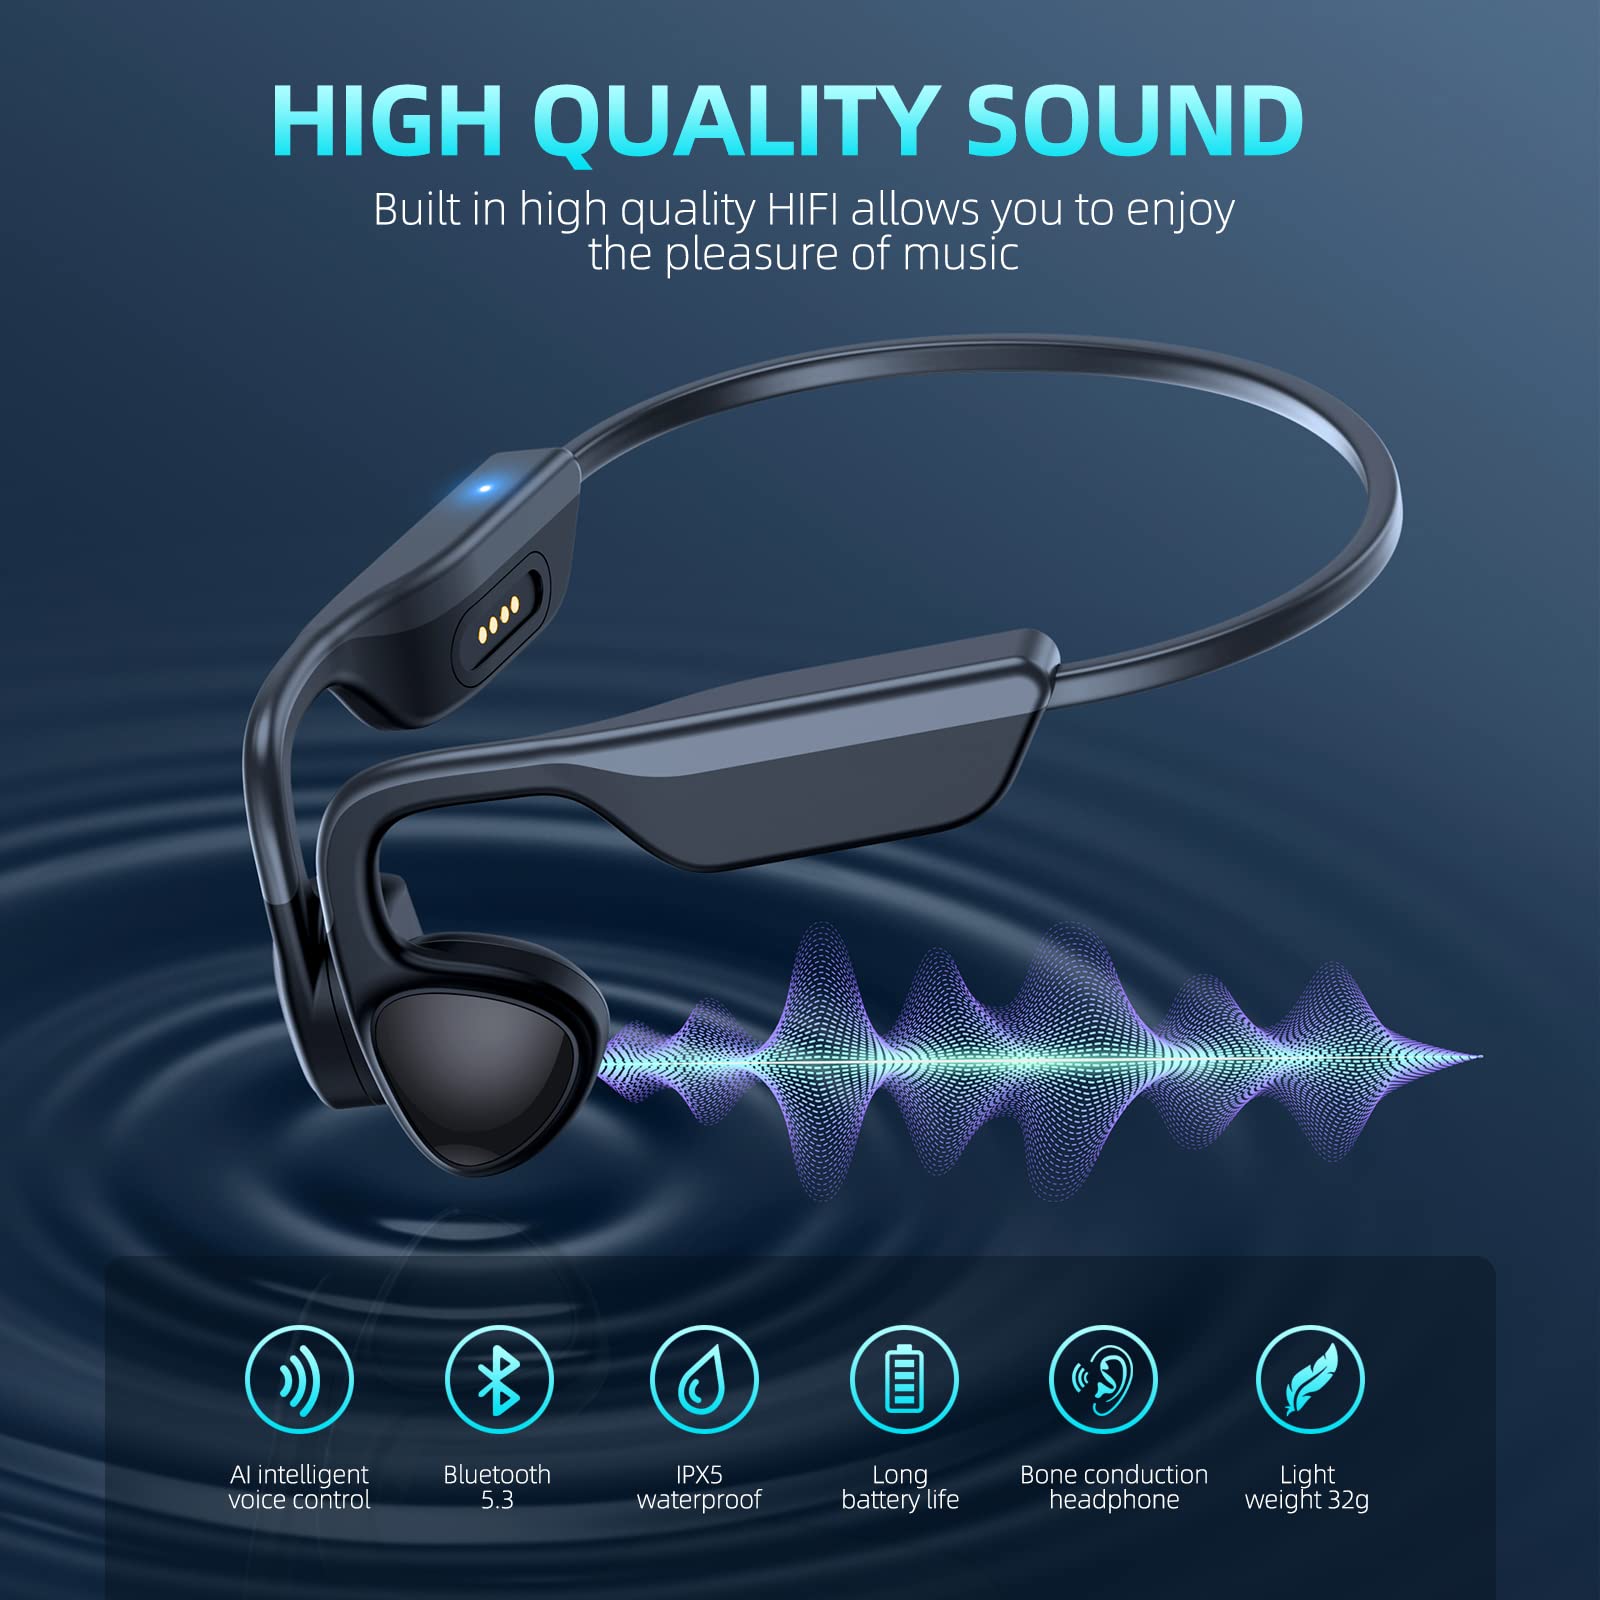 HIGH QUALITY SOUND
Built in high quality HIFI allows you to enjoy
the pleasure of music
AI intelligent
voice control
Bluetooth
5.3
IPX5
waterproof
Long
battery life
Bone conduction
headphone
Light
weight 32g